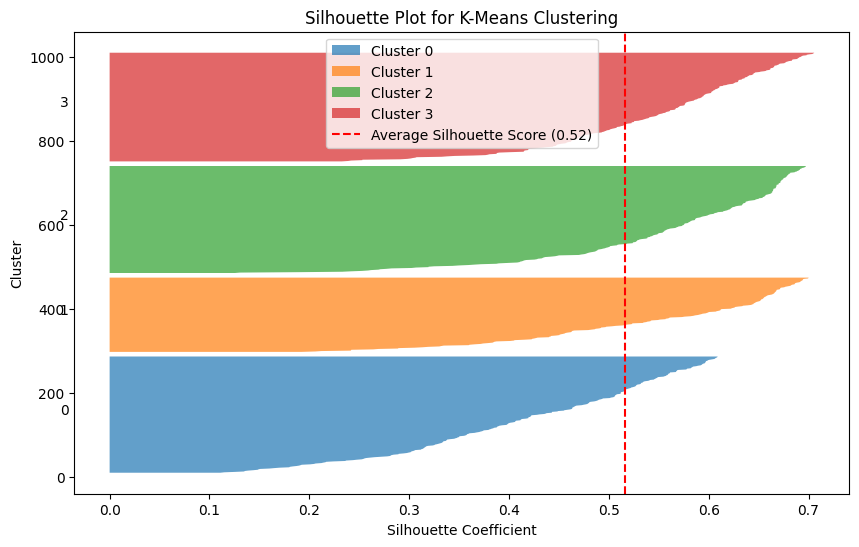 Silhouette Plot for K-Means Clustering
Cluster 0
Cluster 1
Cluster 2
Cluster 3
Average Silhouette Score (0.52)
Cluster
1000
3
800
2
600
400
1
200
0
0
0.0 0.1 0.2 0.3 0.4 0.5 0.6 0.7
Silhouette Coefficient